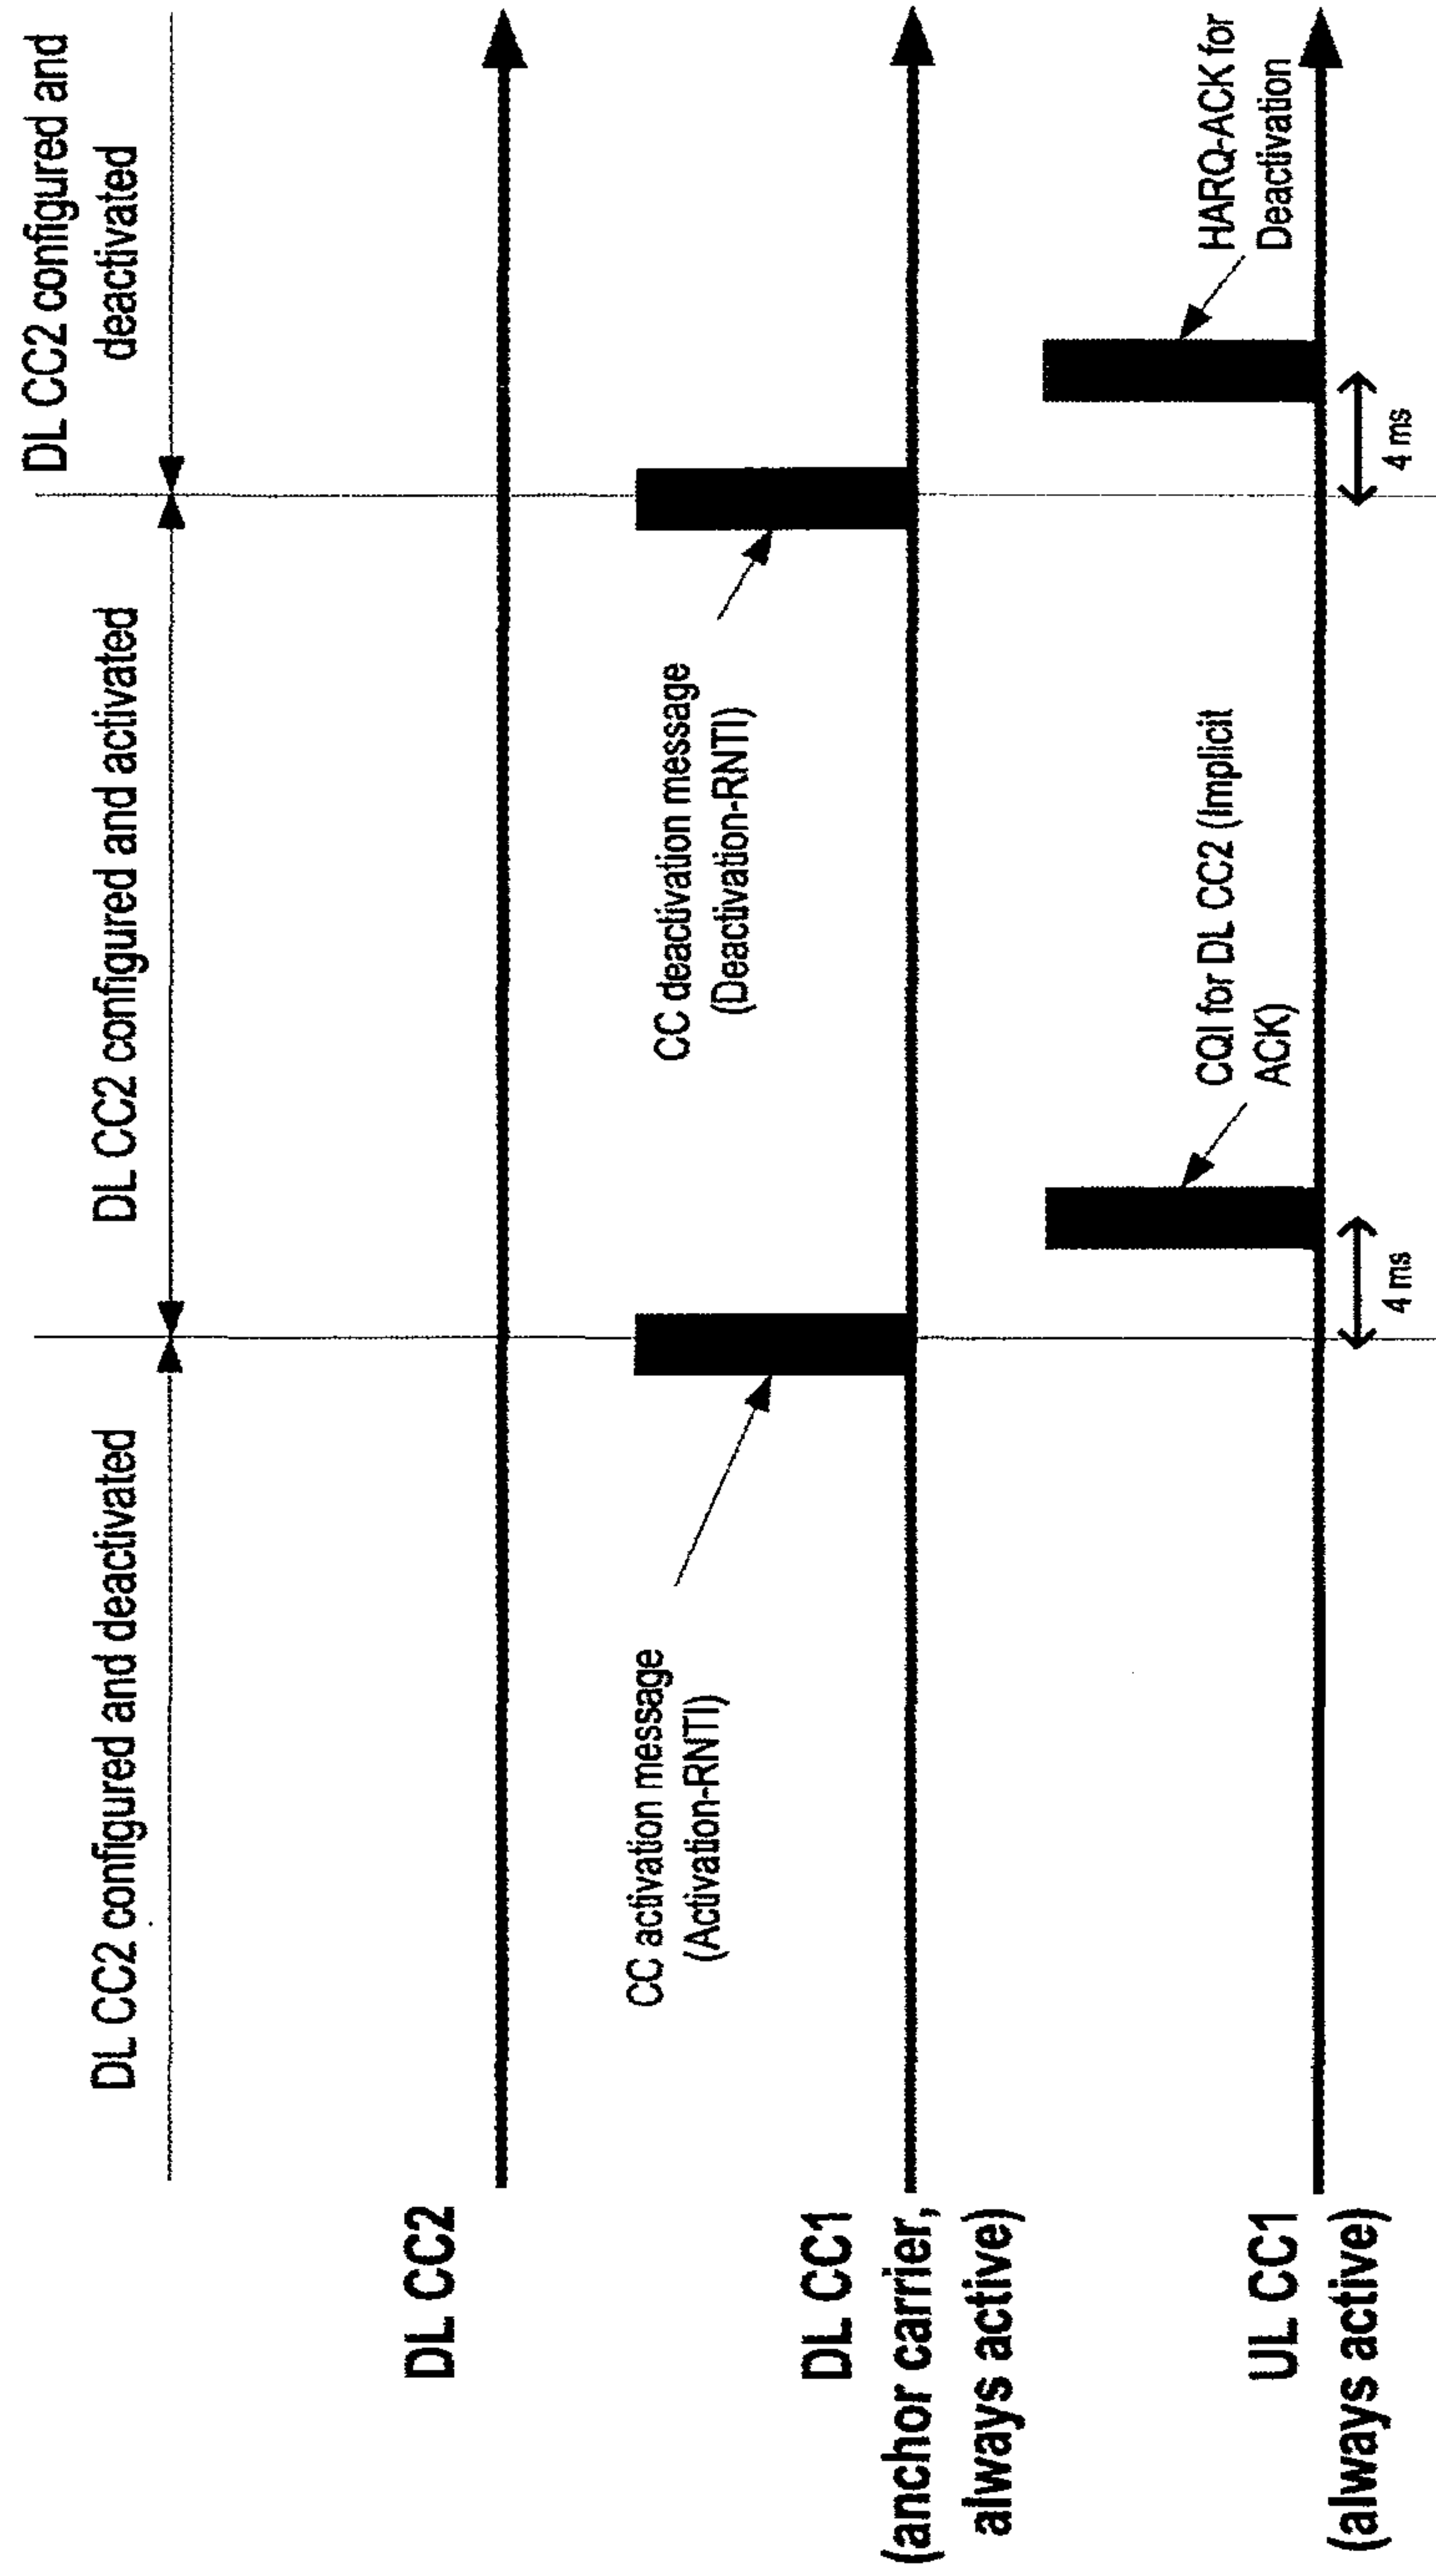 DL CC2 configured and deactivated
DL CC2 configured and activated
DL CC2 configured and
deactivated
DL CC2
CC activation message
(Activation-RNTI)
CC deactivation message
(Deactivation-RNTI)
DL CC1
(anchor carrier,
always active)
CQI for DL CC2 (Implicit
ACK)
HARQ-ACK for
Deactivation
UL CC1
(always active)
4 ms
4 ms